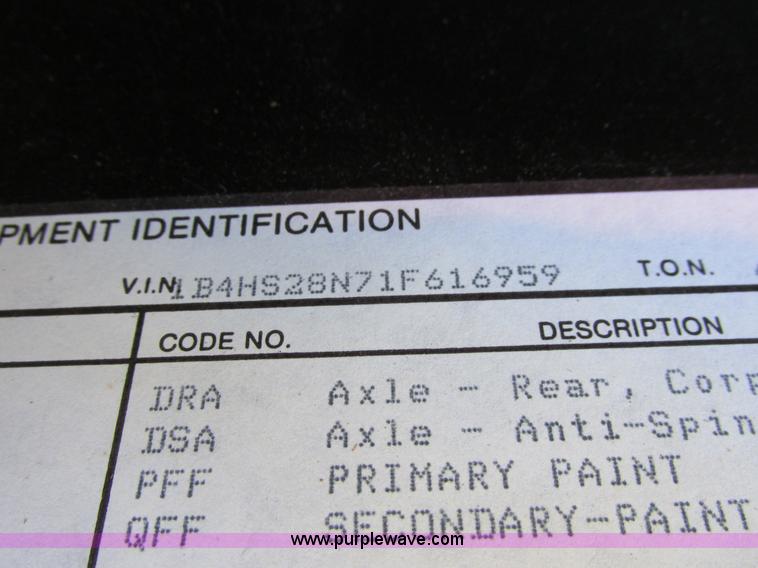 PMENT IDENTIFICATION
V.I.N. 1B4HS28N71F616959 T.O.N.
CODE NO. DESCRIPTION
DRA Axle - Rear, Corp
DSA Axle - Anti-Spin
PFF PRIMARY PAINT
QFF SECONDARY-PAINT
www.purplewave.com